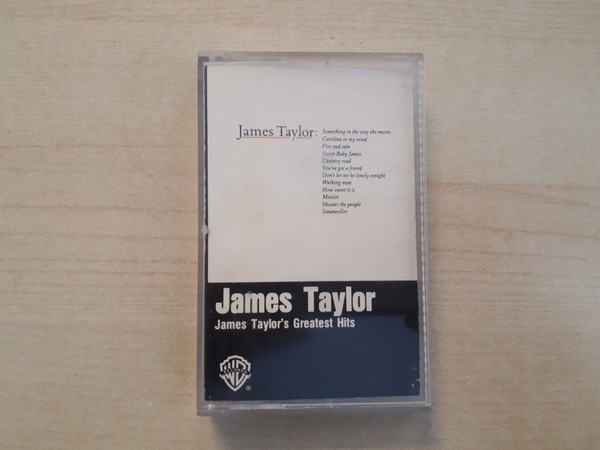 James Taylor:
Something in the way she moves
Carolina in my mind
Fire and rain
Sweet Baby James
Country road
You've got a friend
Don't let me be lonely tonight
Walking man
How sweet it is
Mexico
Shower the people
Steamroller
James Taylor
James Taylor's Greatest Hits
®